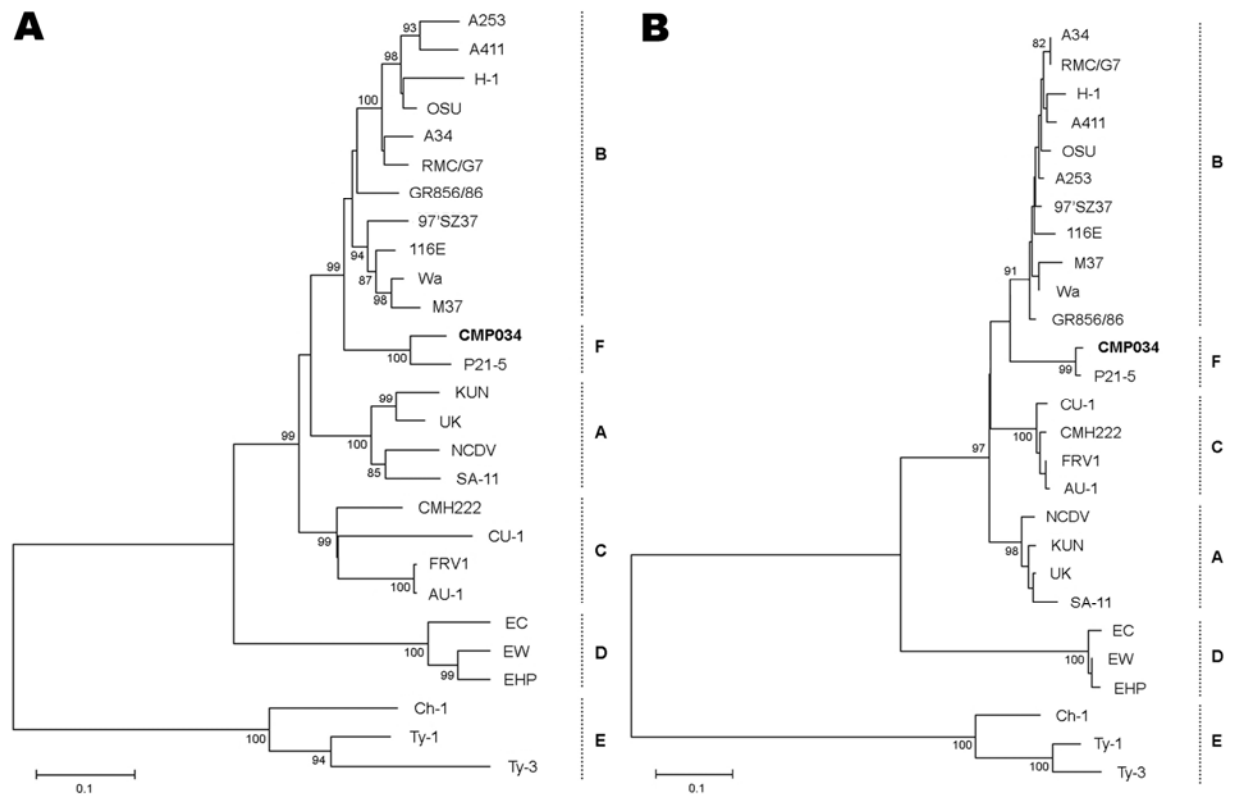 A
A253
93
A411
98
H-1
100
OSU
A34
RMC/G7
GR856/86
97'SZ37
94
116E
87
Wa
98
M37
B
99
CMP034
100
P21-5
F
KUN
99
UK
100
NCDV
85
SA-11
A
99
CMH222
CU-1
99
FRV1
100
AU-1
C
EC
100
EW
99
EHP
D
Ch-1
100
Ty-1
94
Ty-3
E
0.1
B
A34
82
RMC/G7
H-1
A411
OSU
A253
97'SZ37
116E
M37
91
Wa
GR856/86
B
CMP034
99
P21-5
F
CU-1
100
CMH222
FRV1
97
AU-1
C
NCDV
98
KUN
UK
SA-11
A
EC
100
EW
EHP
D
Ch-1
100
Ty-1
100
Ty-3
E
0.1